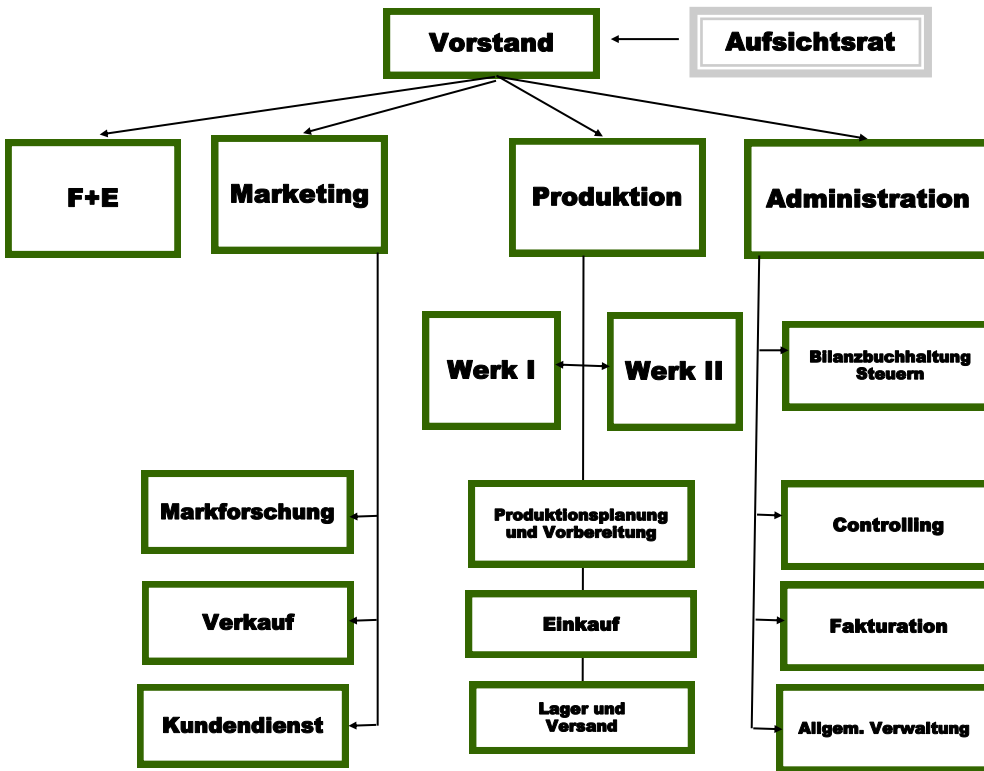 Vorstand
Aufsichtsrat
F+E
Marketing
Produktion
Administration
Werk I
Werk II
Bilanzbuchhaltung
Steuern
Markforschung
Produktionsplanung
und Vorbereitung
Controlling
Verkauf
Einkauf
Fakturation
Kundendienst
Lager und
Versand
Allgem. Verwaltung